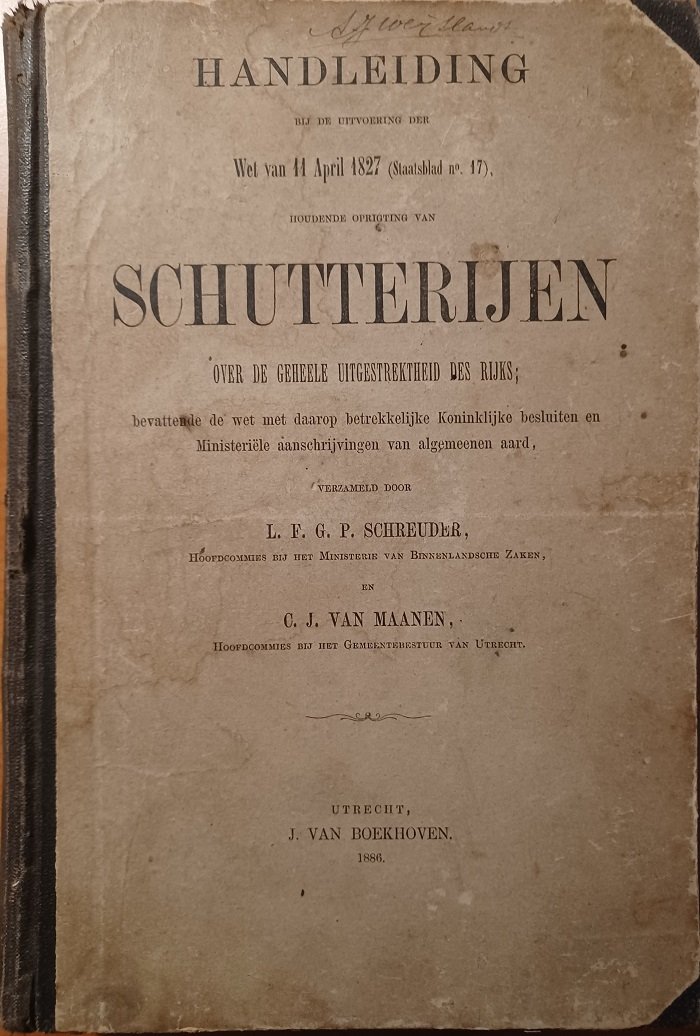 HANDLEIDING
BIJ DE UITVOERING DER
Wet van 11 April 1827 (Staatsblad nº. 17),
HOUDENDE OPRIGTING VAN
SCHUTTERIJEN
OVER DE GEHEELE UITGESTREKTHEID DES RIJKS;
bevattende de wet met daarop betrekkelijke Koninklijke besluiten en
Ministeriële aanschrijvingen van algemeenen aard,
VERZAMELD DOOR
L. F. G. P. SCHREUDER,
HOOFDCOMMIES BIJ HET MINISTERIE VAN BINNENLANDSCHE ZAKEN,
EN
C. J. VAN MAANEN,
HOOFDCOMMIES BIJ HET GEMEENTEBESTUUR VAN UTRECHT.
UTRECHT,
J. VAN BOEKHOVEN.
1886.